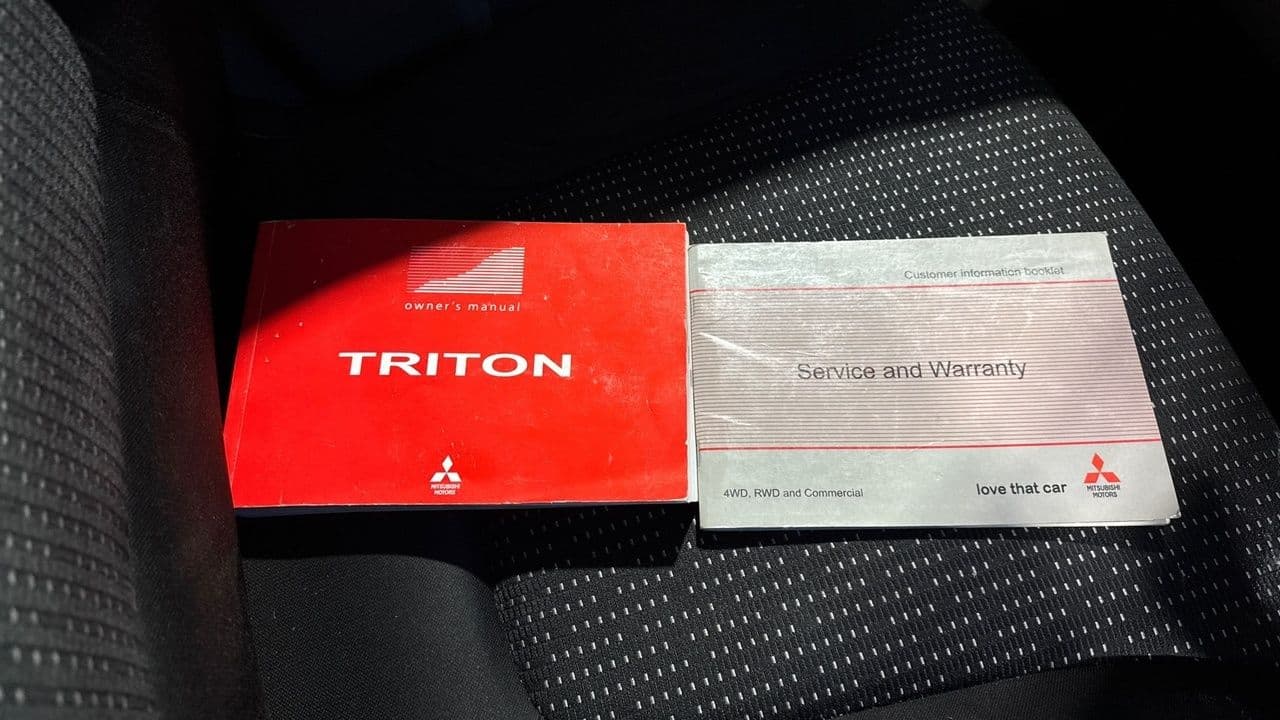 owner's manual
TRITON
MITSUBISHI
MOTORS
Customer information booklet
Service and Warranty
4WD, RWD and Commercial
love that car
MITSUBISHI
MOTORS